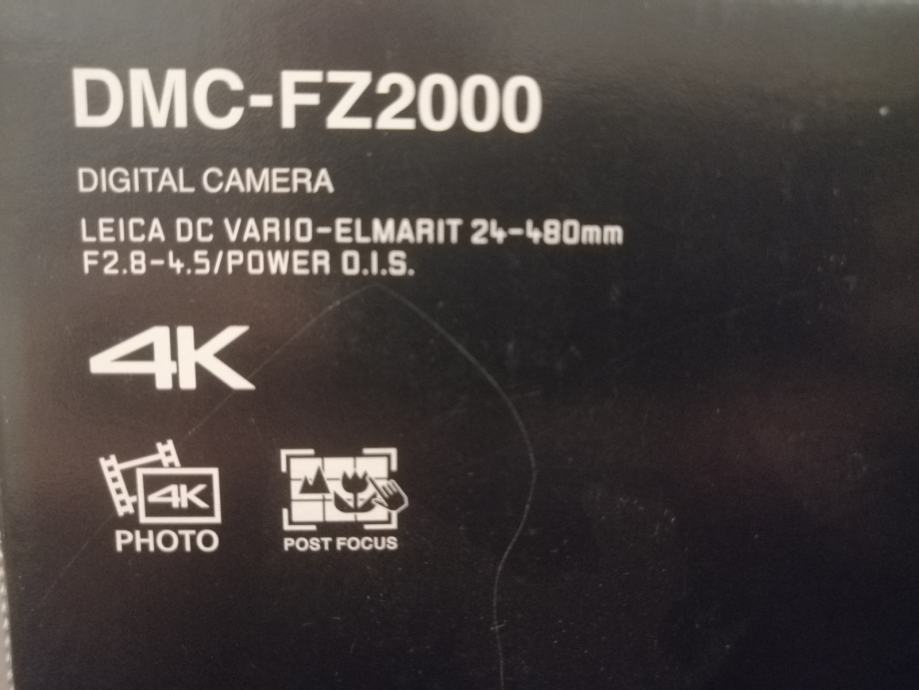 DMC-FZ2000
DIGITAL CAMERA
LEICA DC VARIO-ELMARIT 24-480mm
F2.8-4.5/POWER O.I.S.
4K
4K
PHOTO
POST FOCUS